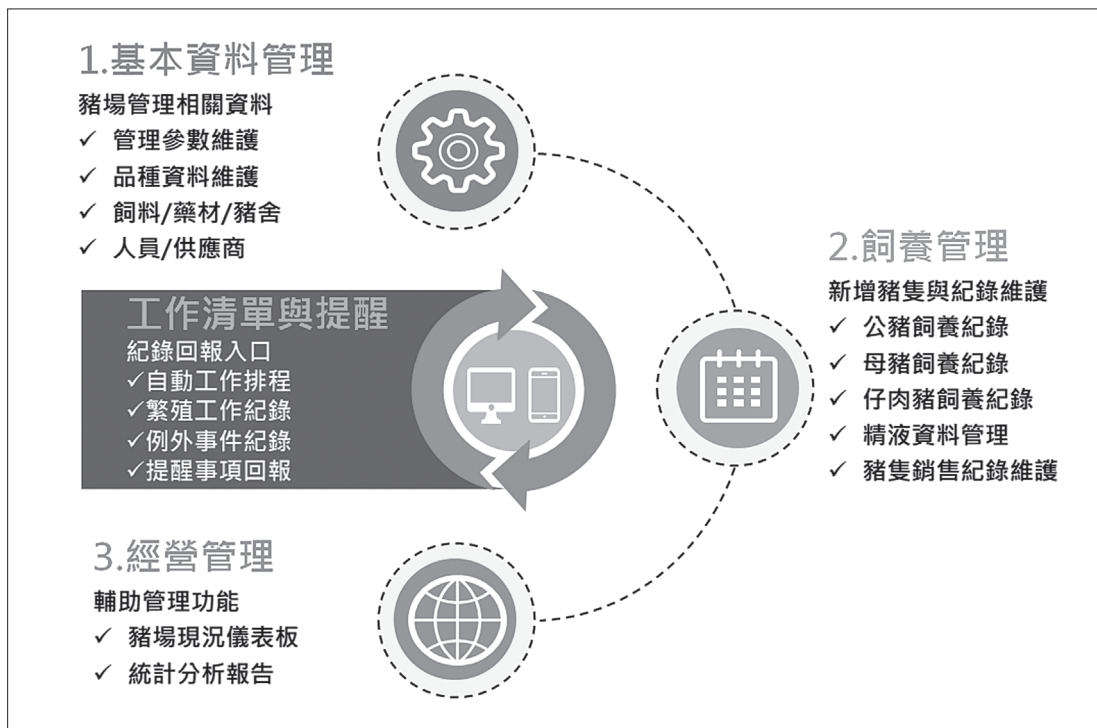 1.基本資料管理
豬場管理相關資料
✓ 管理參數維護
✓ 品種資料維護
✓ 飼料/藥材/豬舍
✓ 人員/供應商
工作清單與提醒
紀錄回報入口
✓自動工作排程
✓繁殖工作紀錄
✓例外事件紀錄
✓提醒事項回報
2.飼養管理
新增豬隻與紀錄維護
✓ 公豬飼養紀錄
✓ 母豬飼養紀錄
✓ 仔肉豬飼養紀錄
✓ 精液資料管理
✓ 豬隻銷售紀錄維護
3.經營管理
輔助管理功能
✓ 豬場現況儀表板
✓ 統計分析報告